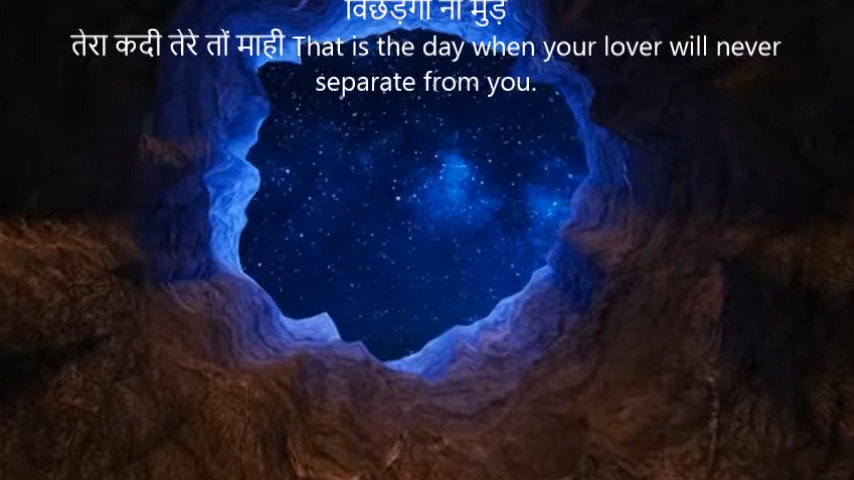 विछड़ेगा ना मुड़
तेरा कदी तेरे तों माही That is the day when your lover will never
separate from you.